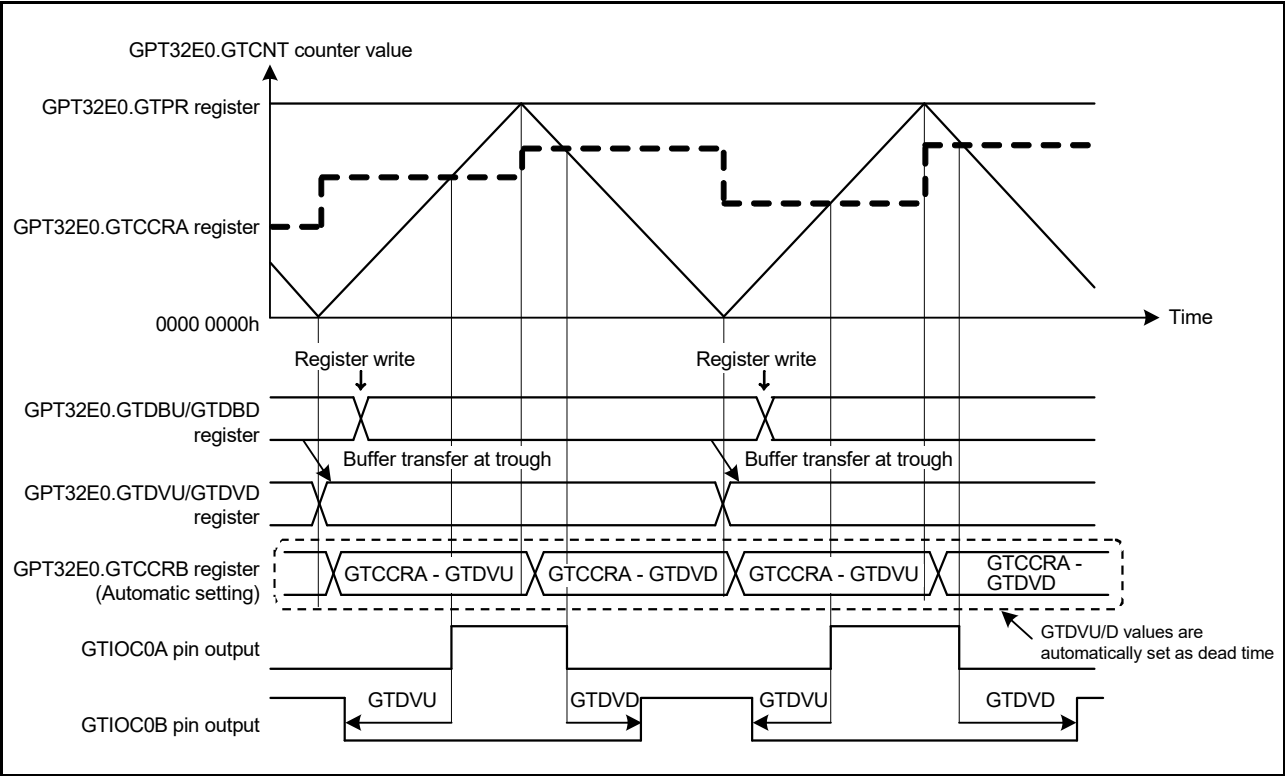 GPT32E0.GTCNT counter value
GPT32E0.GTPR register
GPT32E0.GTCCRA register
0000 0000h
Time
Register write
Register write
GPT32E0.GTDBU/GTDBD
register
Buffer transfer at trough
Buffer transfer at trough
GPT32E0.GTDVU/GTDVD
register
GPT32E0.GTCCRB register
(Automatic setting)
GTCCRA - GTDVU
GTCCRA - GTDVD
GTCCRA - GTDVU
GTCCRA -
GTDVD
GTDVU/D values are
automatically set as dead time
GTIOC0A pin output
GTDVU
GTDVD
GTDVU
GTDVD
GTIOC0B pin output